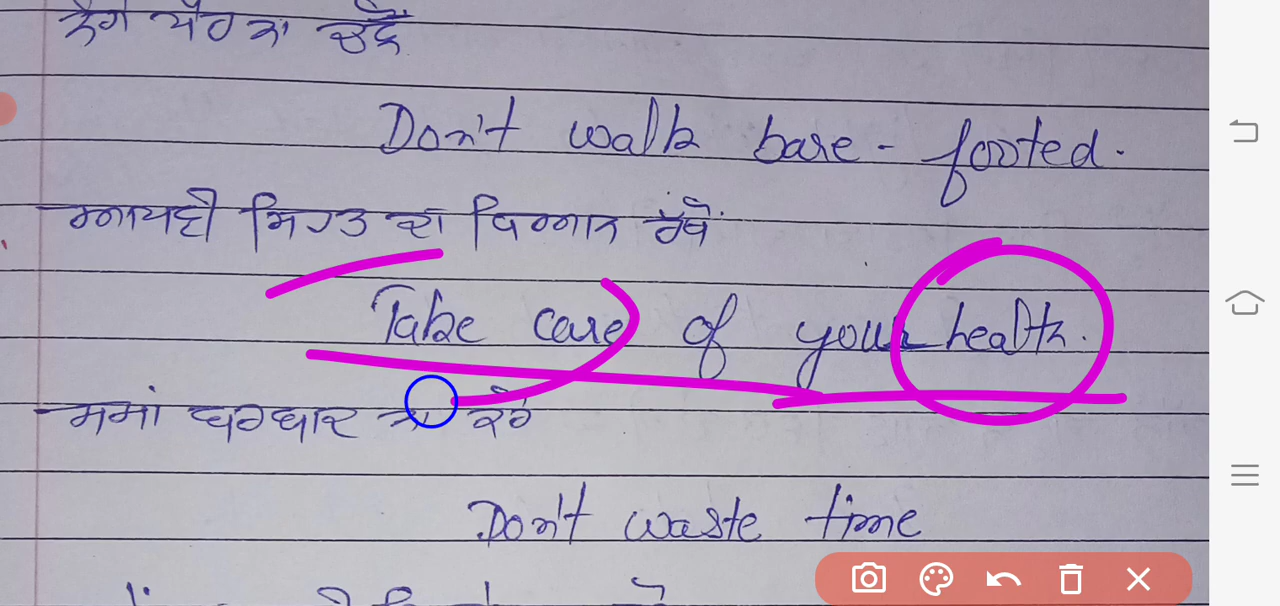 ਨੰਗੇ ਪੈਰ ਨਾ
Don't walk bare - footed.
ਆਪਣੀ ਸਿਹਤ ਦਾ ਧਿਆਨ ਰੱਖੋ
Take care of your health.
ਸਮਾਂ ਬਰਬਾਦ ਨਾ ਕਰੋ
Don't waste time